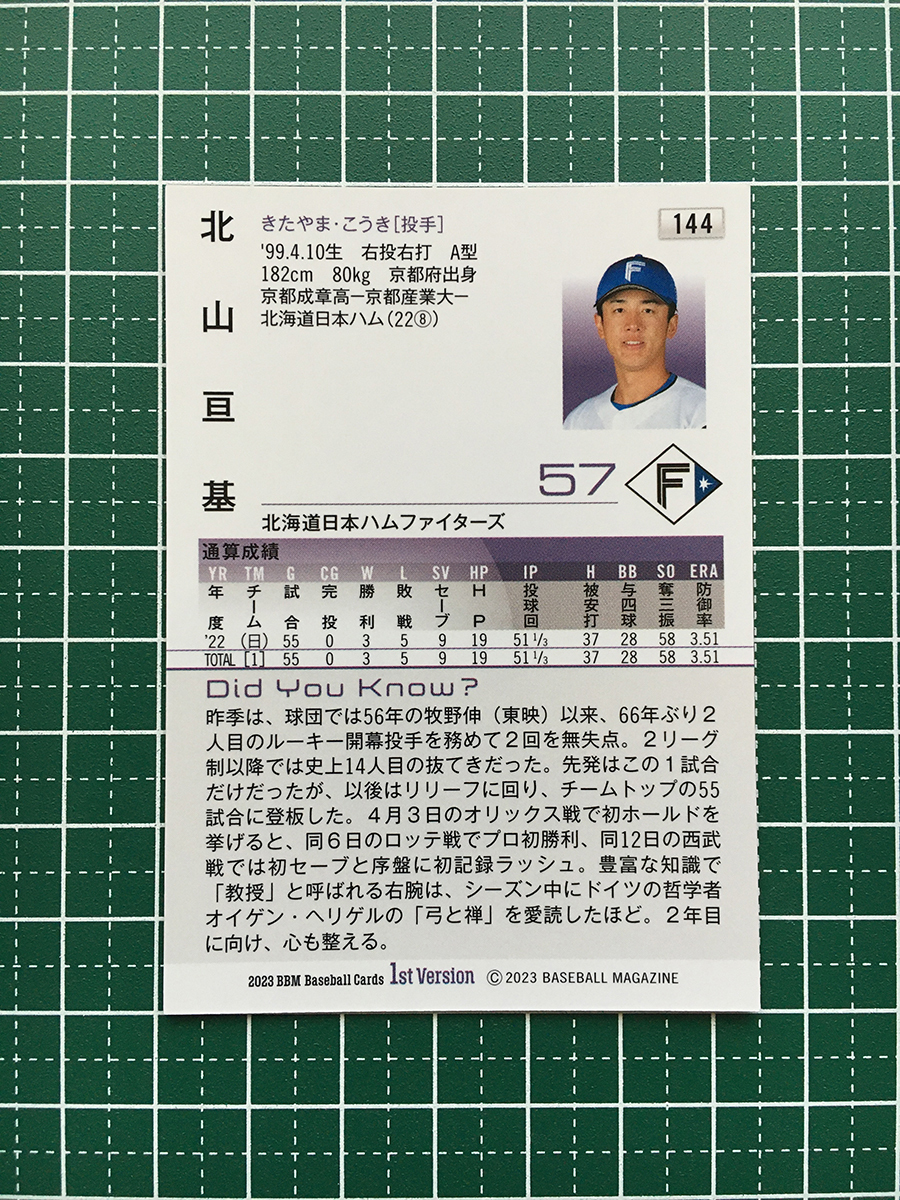 北山亘基
きたやま・こうき[投手]
144
'99.4.10生 右投右打 A型
182cm 80kg 京都府出身
京都成章高ー京都産業大ー
北海道日本ハム(22⑧)
F
57
F
北海道日本ハムファイターズ
通算成績
YR TM G CG W L SV HP IP H BB SO ERA
年度 チーム 試合 完投 勝利 敗戦 セーブ HP 投球回 被安打 与四球 奪三振 防御率
'22 (日) 55 0 3 5 9 19 51 1/3 37 28 58 3.51
TOTAL [1] 55 0 3 5 9 19 51 1/3 37 28 58 3.51
Did You Know?
昨季は、球団では56年の牧野伸（東映）以来、66年ぶり２
人目のルーキー開幕投手を務めて２回を無失点。２リーグ
制以降では史上14人目の抜てきだった。先発はこの１試合
だけだったが、以後はリリーフに回り、チームトップの55
試合に登板した。４月３日のオリックス戦で初ホールドを
挙げると、同６日のロッテ戦でプロ初勝利、同12日の西武
戦では初セーブと序盤に初記録ラッシュ。豊富な知識で
「教授」と呼ばれる右腕は、シーズン中にドイツの哲学者
オイゲン・ヘリゲルの「弓と禅」を愛読したほど。２年目
に向け、心も整える。
2023 BBM Baseball Cards 1st Version © 2023 BASEBALL MAGAZINE